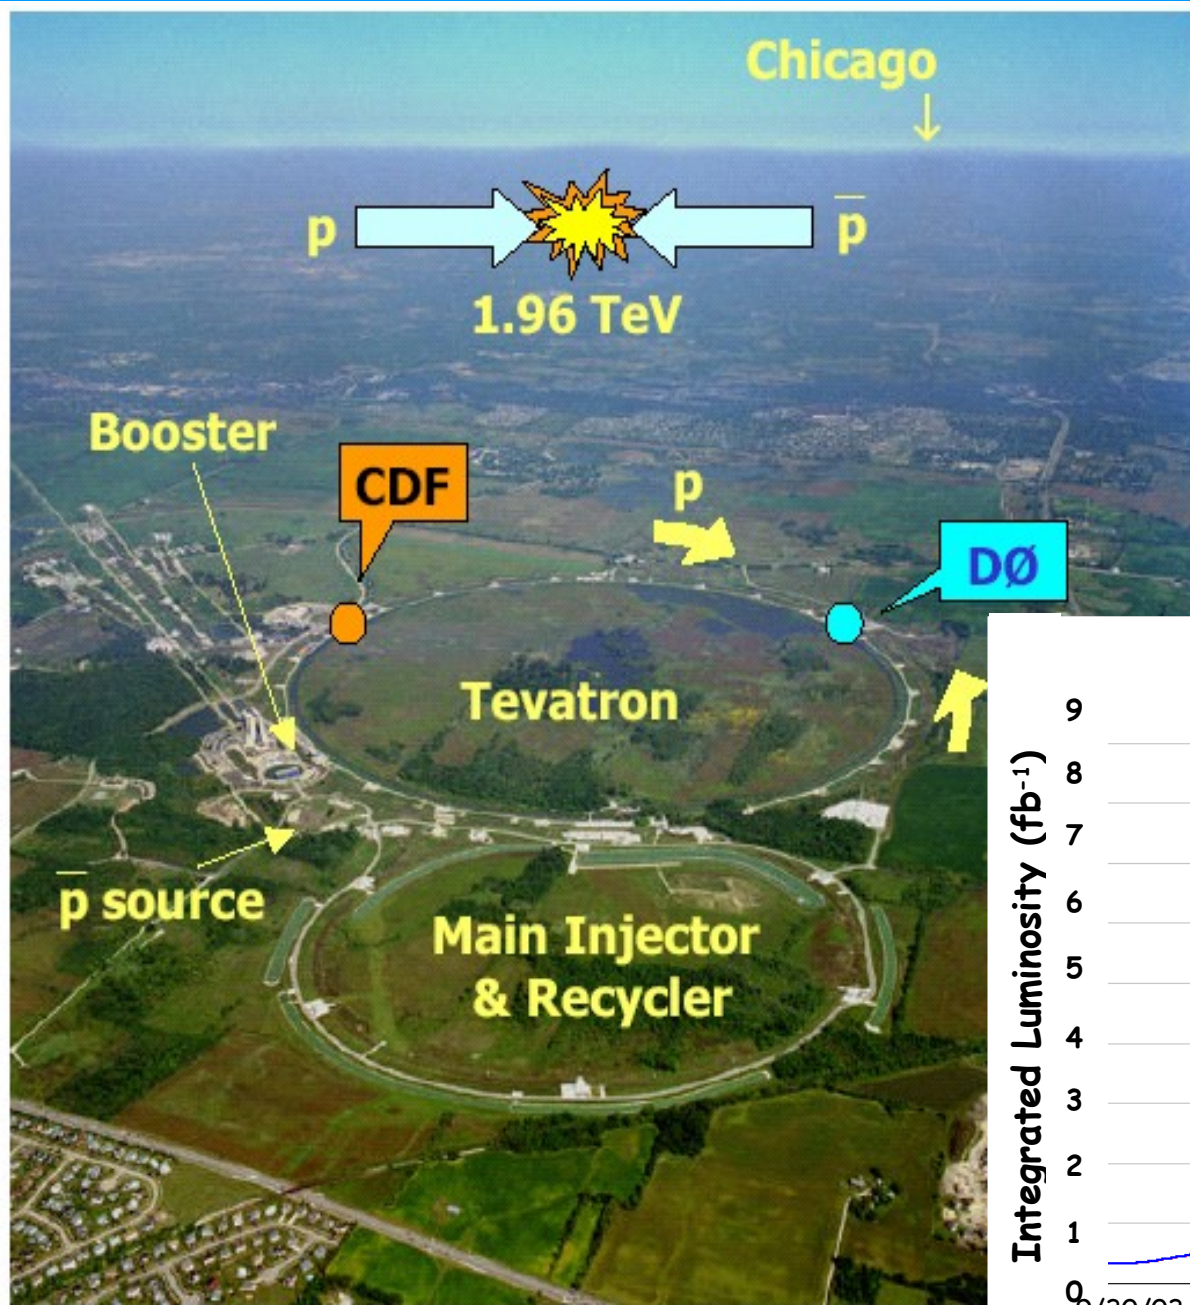 Chicago
↓
p p̅
1.96 TeV
Booster
CDF
p
DØ
Tevatron
p̅ source
Main Injector
& Recycler
Integrated Luminosity (fb-1)
9
8
7
6
5
4
3
2
1
0